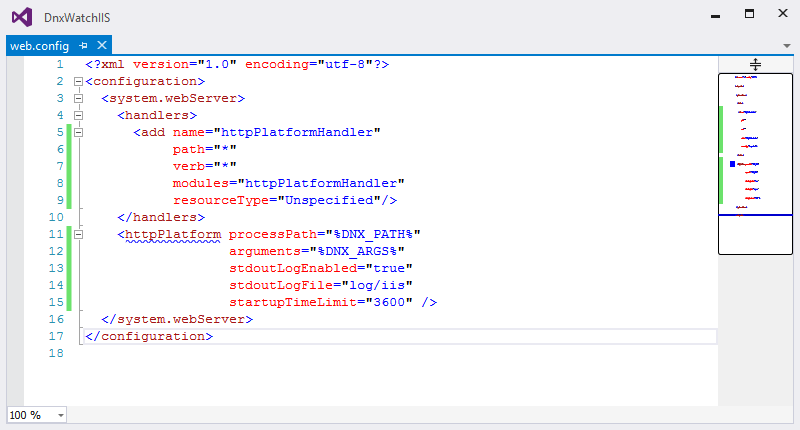 DnxWatchIIS
web.config
1 <?xml version="1.0" encoding="utf-8"?>
2 <configuration>
3 <system.webServer>
4 <handlers>
5 <add name="httpPlatformHandler"
6 path="*"
7 verb="*"
8 modules="httpPlatformHandler"
9 resourceType="Unspecified"/>
10 </handlers>
11 <httpPlatform processPath="%DNX_PATH%"
12 arguments="%DNX_ARGS%"
13 stdoutLogEnabled="true"
14 stdoutLogFile="log/iis"
15 startupTimeLimit="3600" />
16 </system.webServer>
17 </configuration>
18
100 %